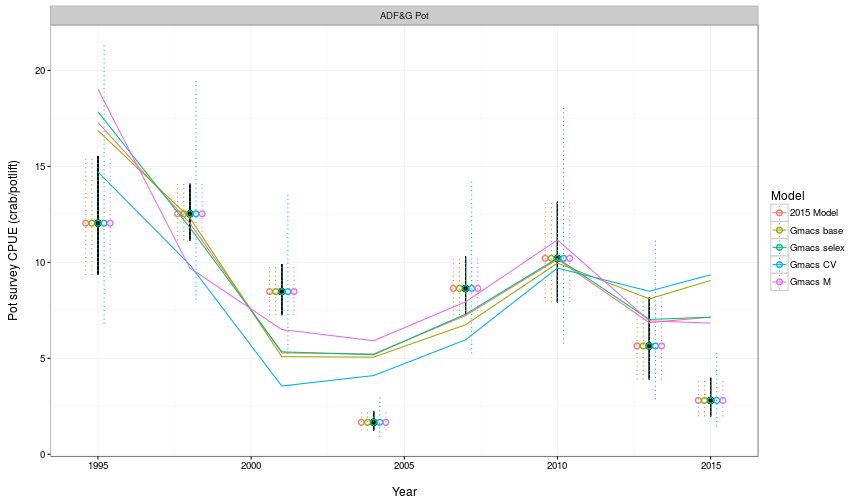 ADF&G Pot
Pot survey CPUE (crab/potlift)
20
15
10
5
0
1995
2000
2005
2010
2015
Year
Model
2015 Model
Gmacs base
Gmacs selex
Gmacs CV
Gmacs M